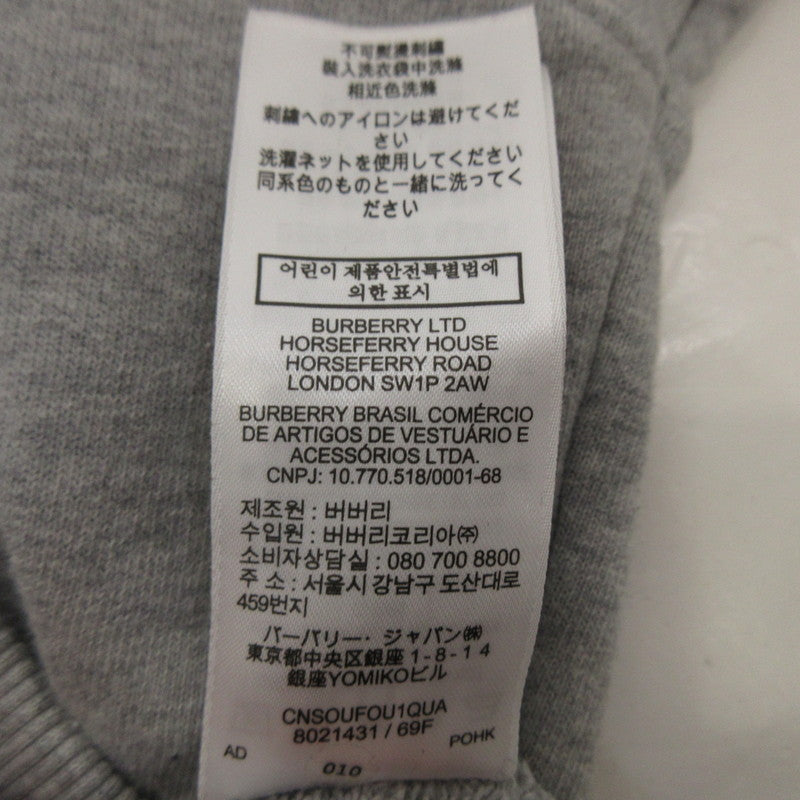 不可熨燙刺繡
裝入洗衣袋中洗滌
相近色洗滌
刺繍へのアイロンは避けてくだ
さい
洗濯ネットを使用してください
同系色のものと一緒に洗ってく
ださい
어린이 제품안전특별법에
의한 표시
BURBERRY LTD
HORSEFERRY HOUSE
HORSEFERRY ROAD
LONDON SW1P 2AW
BURBERRY BRASIL COMÉRCIO
DE ARTIGOS DE VESTUÁRIO E
ACESSÓRIOS LTDA.
CNPJ: 10.770.518/0001-68
제조원 : 버버리
수입원 : 버버리코리아㈜
소비자상담실 : 080 700 8800
주 소 : 서울시 강남구 도산대로
459번지
バーバリー・ジャパン㈱
東京都中央区銀座1-8-14
銀座YOMIKOビル
CNSOUFOU1QUA
8021431 / 69F
AD
POHK
010